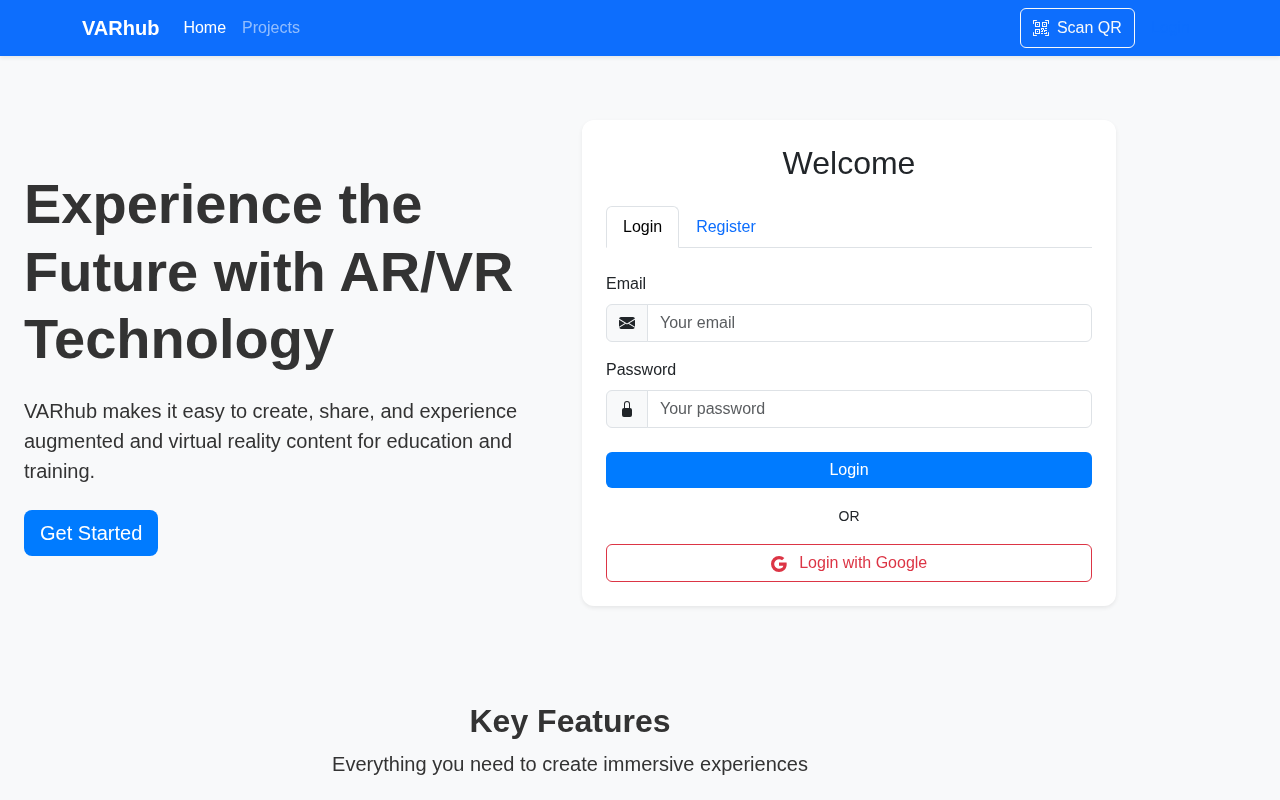 VARhub Home Projects Scan QR
Experience the
Future with AR/VR
Technology
VARhub makes it easy to create, share, and experience
augmented and virtual reality content for education and
training.
Get Started
Welcome
Login Register
Email
Your email
Password
Your password
Login
OR
Login with Google
Key Features
Everything you need to create immersive experiences